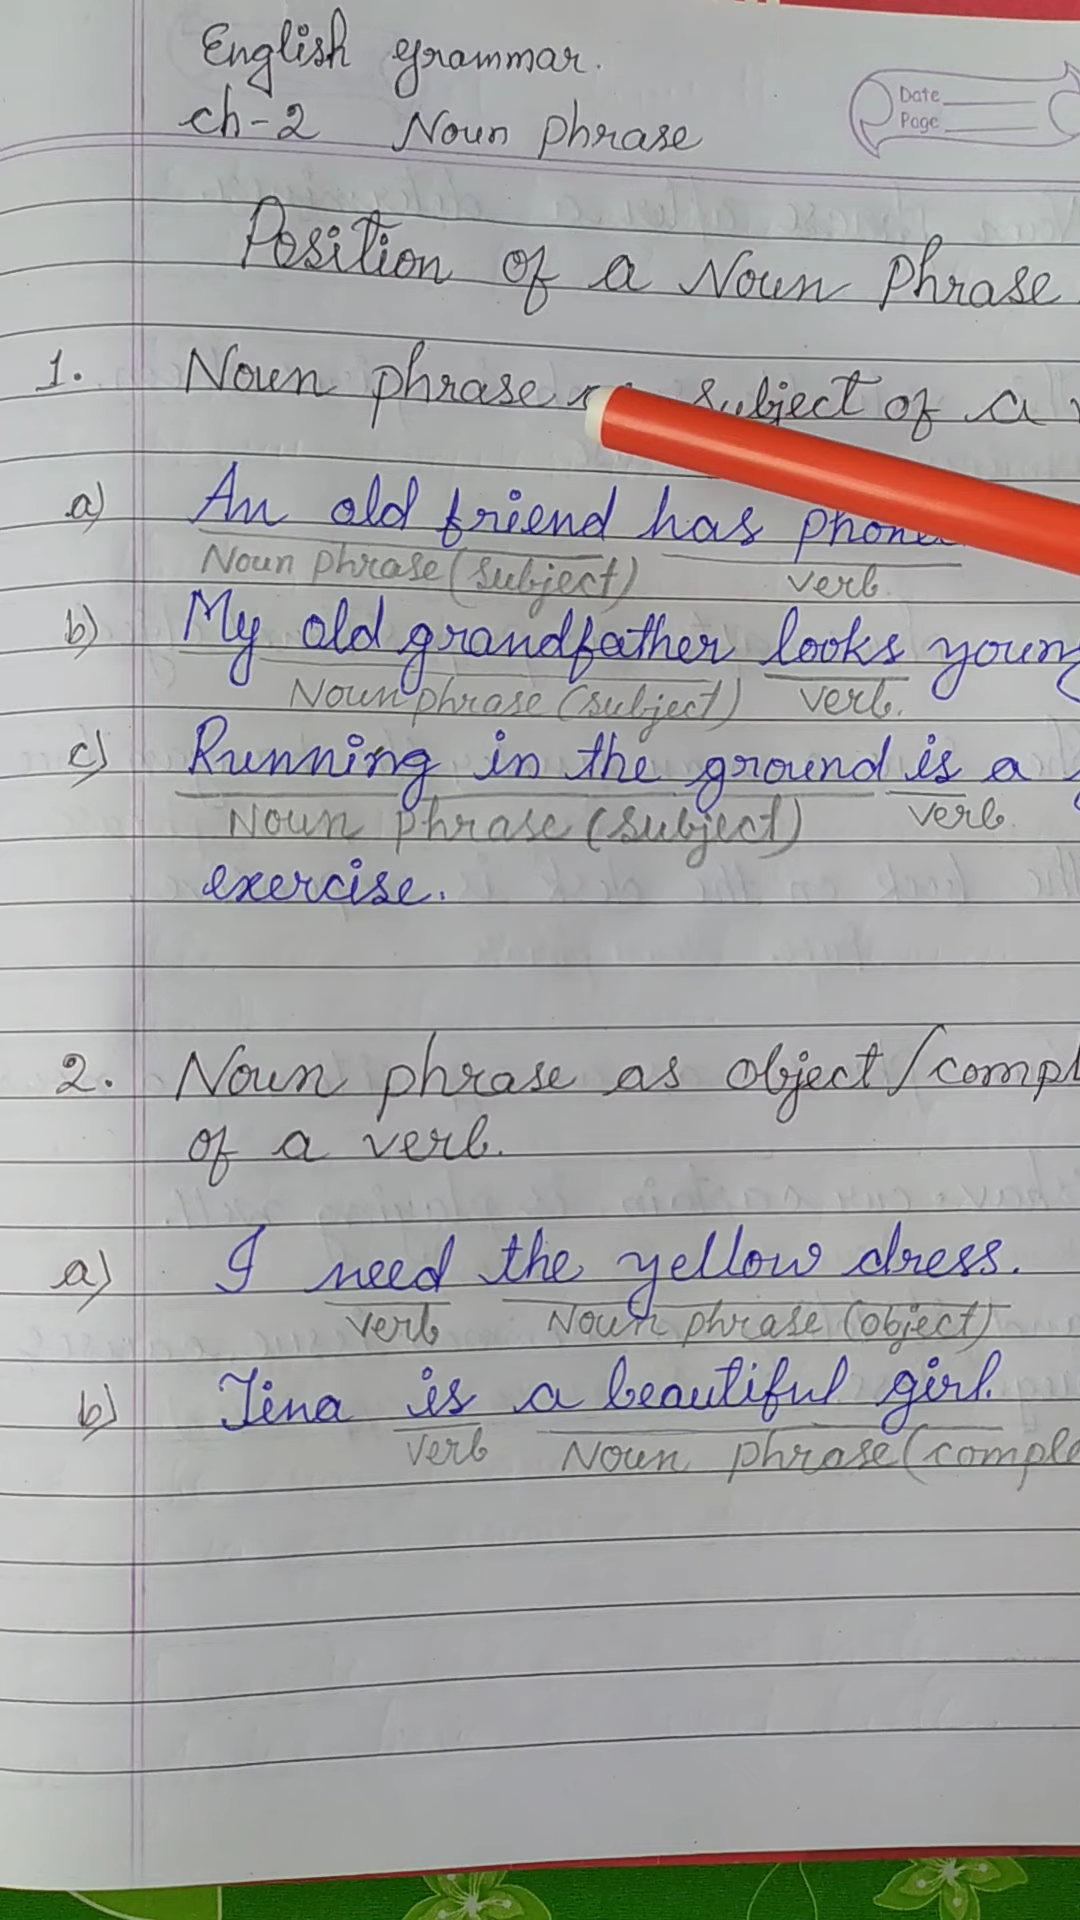 English grammar.
ch-2 Noun phrase
Date
Page
Position of a Noun Phrase
1. Noun phrase subject of a
a) An old friend has
Noun phrase (subject) verb.
b) My old grandfather looks
Noun phrase (subject) verb.
c) Running in the ground is a
Noun phrase (subject) verb.
exercise.
2. Noun phrase as object/compl
of a verb.
a) I need the yellow dress.
verb Noun phrase (object)
b) Tina is a beautiful girl.
verb Noun phrase (comple